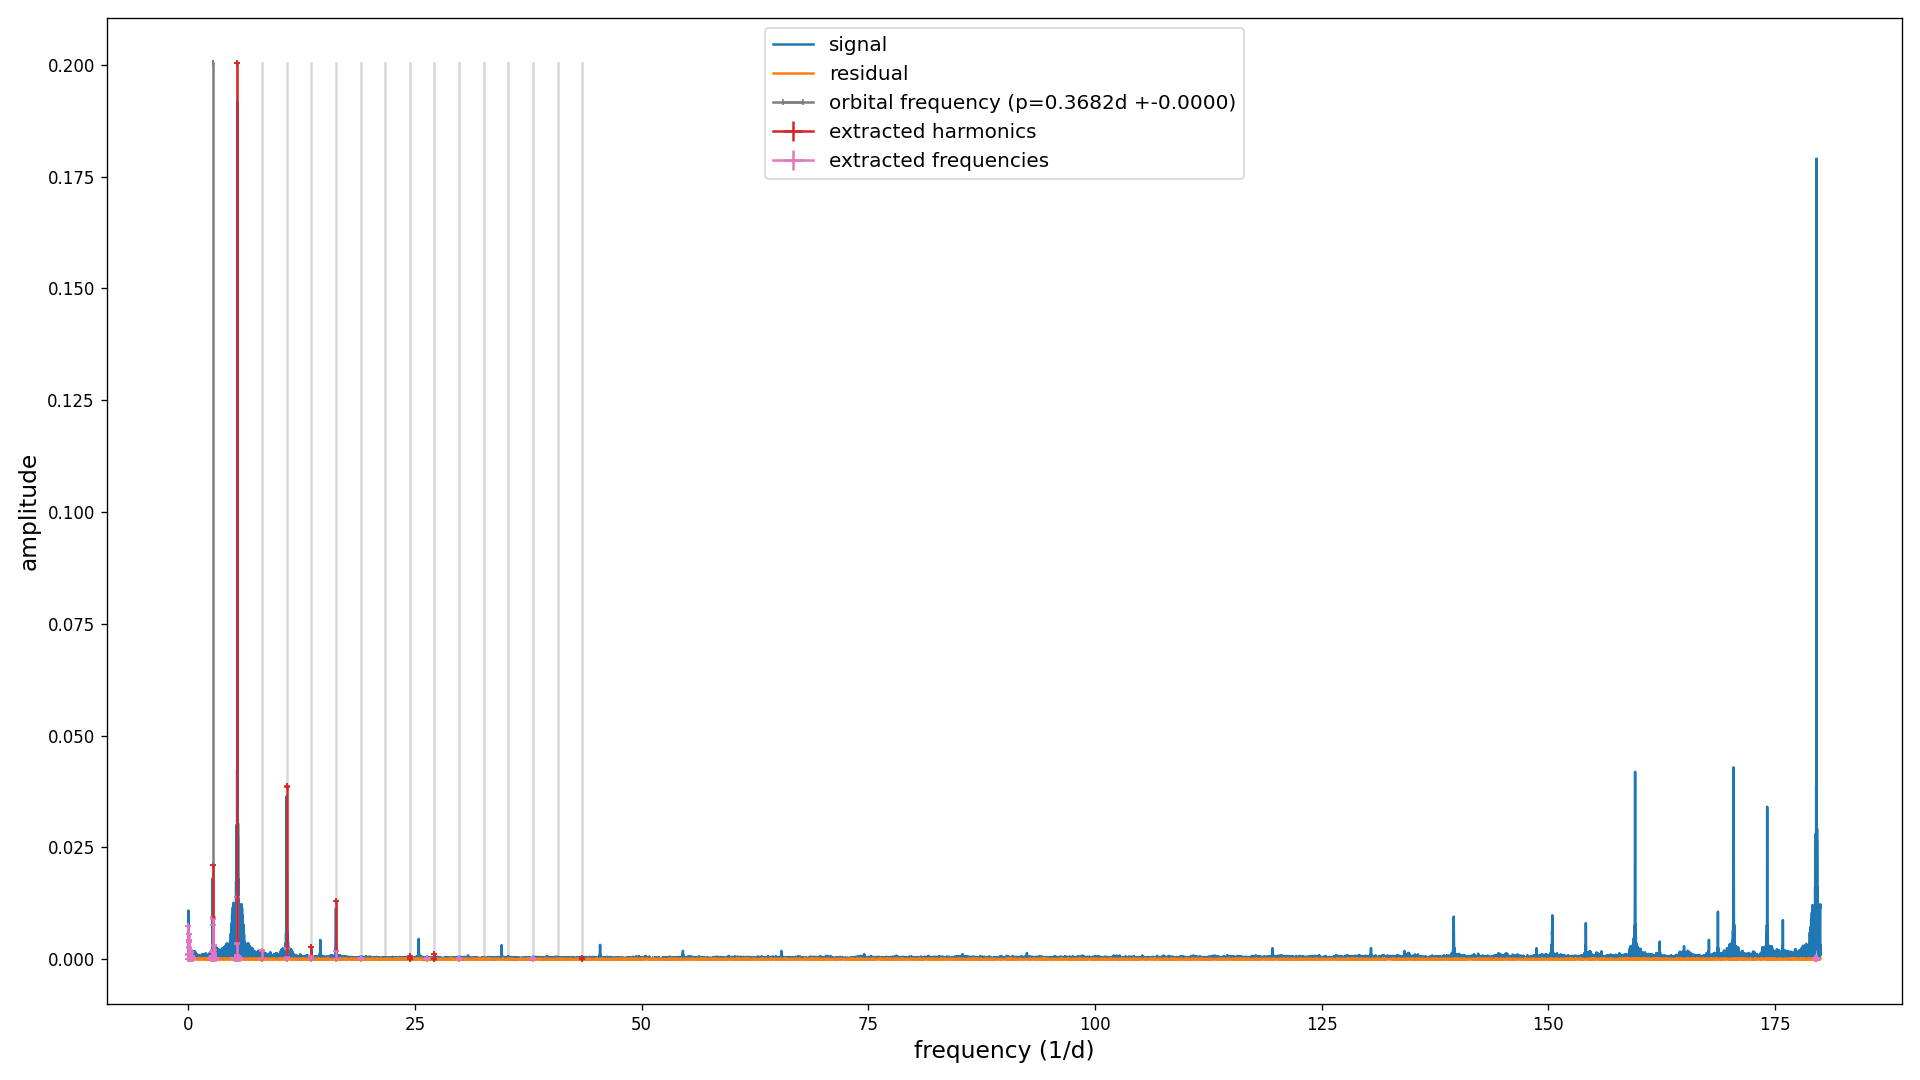 signal
residual
orbital frequency (p=0.3682d +-0.0000)
extracted harmonics
extracted frequencies
0.200
0.175
0.150
0.125
0.100
0.075
0.050
0.025
0.000
amplitude
0 25 50 75 100 125 150 175
frequency (1/d)